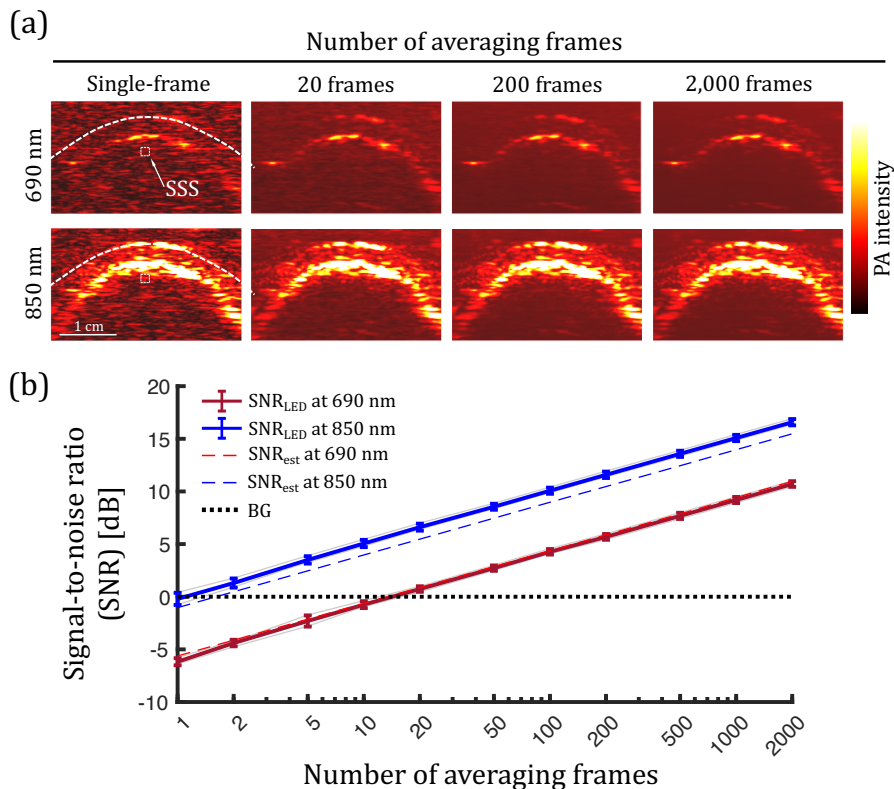 (a)
Number of averaging frames
Single-frame
20 frames
200 frames
2,000 frames
690 nm
SSS
850 nm
1 cm
PA intensity
(b)
Signal-to-noise ratio
(SNR) [dB]
20
15
10
5
0
-5
-10
SNR_LED at 690 nm
SNR_LED at 850 nm
SNR_est at 690 nm
SNR_est at 850 nm
BG
1
2
5
10
20
50
100
200
500
1000
2000
Number of averaging frames